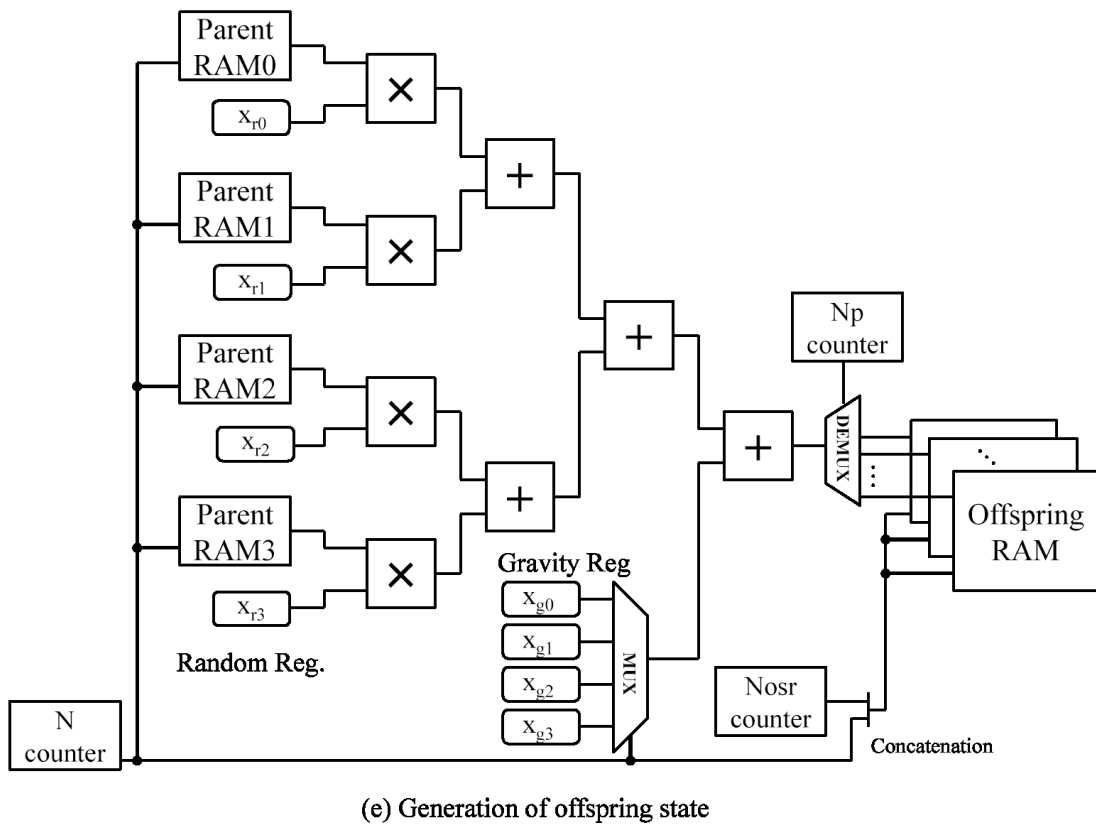 Parent
RAM0
×
x_r0
+
Parent
RAM1
×
x_r1
+
Np
counter
Parent
RAM2
×
x_r2
+
DEMUX
...
...
Offspring
RAM
+
Parent
RAM3
×
x_r3
Random Reg.
Gravity Reg
x_g0
x_g1
x_g2
x_g3
MUX
Nosr
counter
Concatenation
N
counter
(e) Generation of offspring state